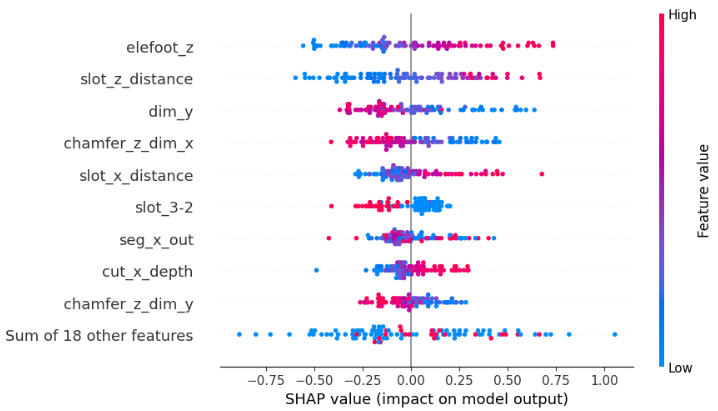 High
elefoot_z
slot_z_distance
dim_y
chamfer_z_dim_x
slot_x_distance
slot_3-2
seg_x_out
cut_x_depth
chamfer_z_dim_y
Sum of 18 other features
Feature value
Low
−0.75 −0.50 −0.25 0.00 0.25 0.50 0.75 1.00
SHAP value (impact on model output)